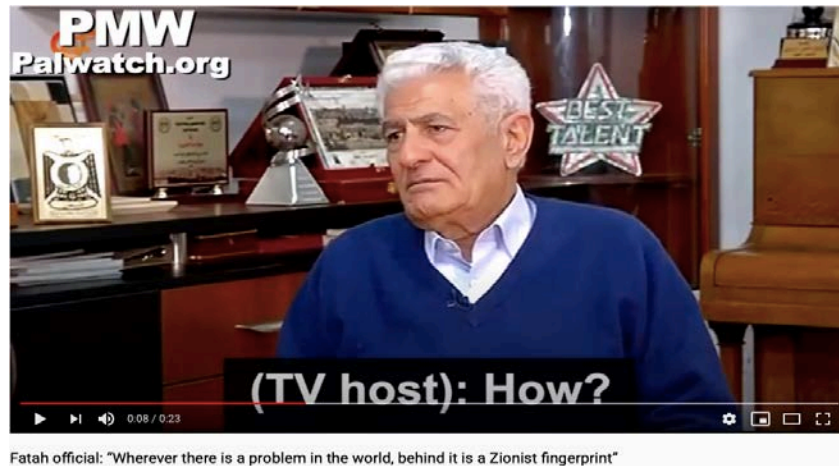 PMW
Palwatch.org
BEST
TALENT
(TV host): How?
0:08 / 0:23
Fatah official: “Wherever there is a problem in the world, behind it is a Zionist fingerprint”